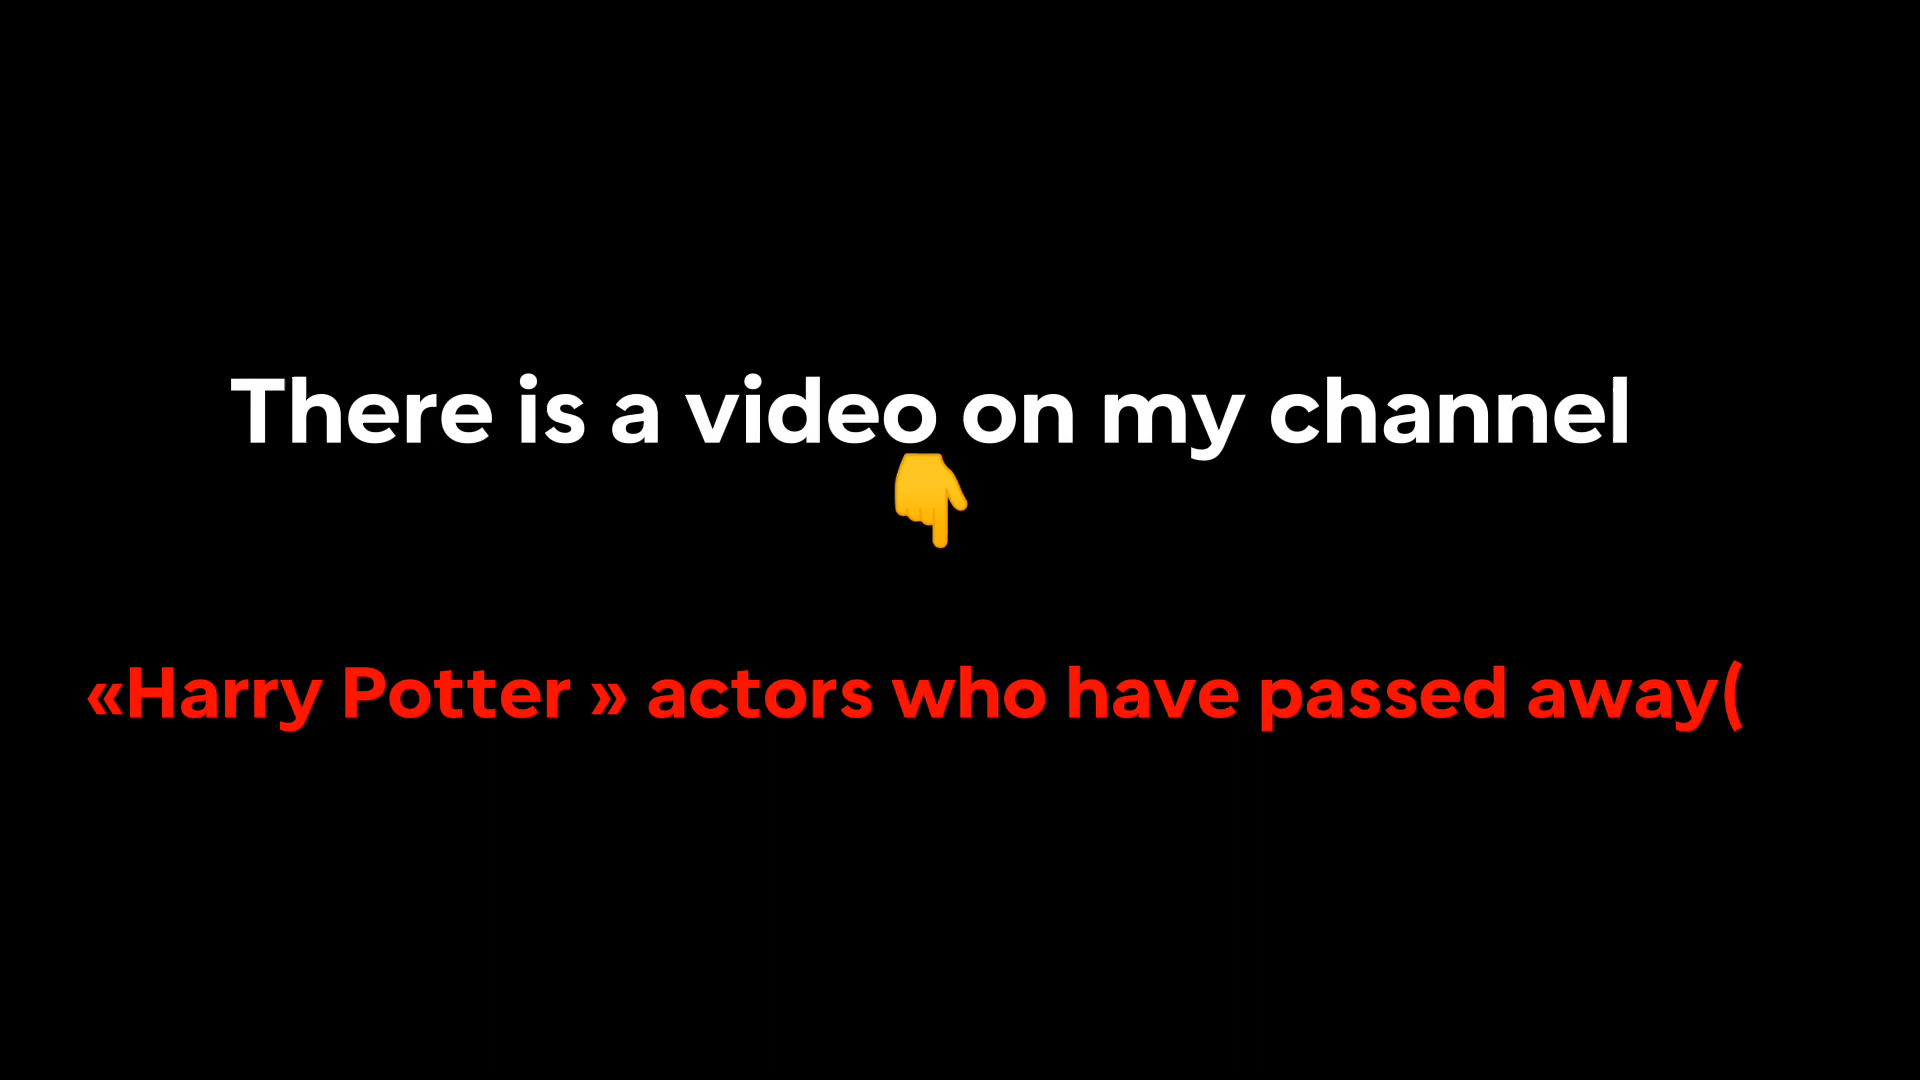 There is a video on my channel
👇
«Harry Potter » actors who have passed away(